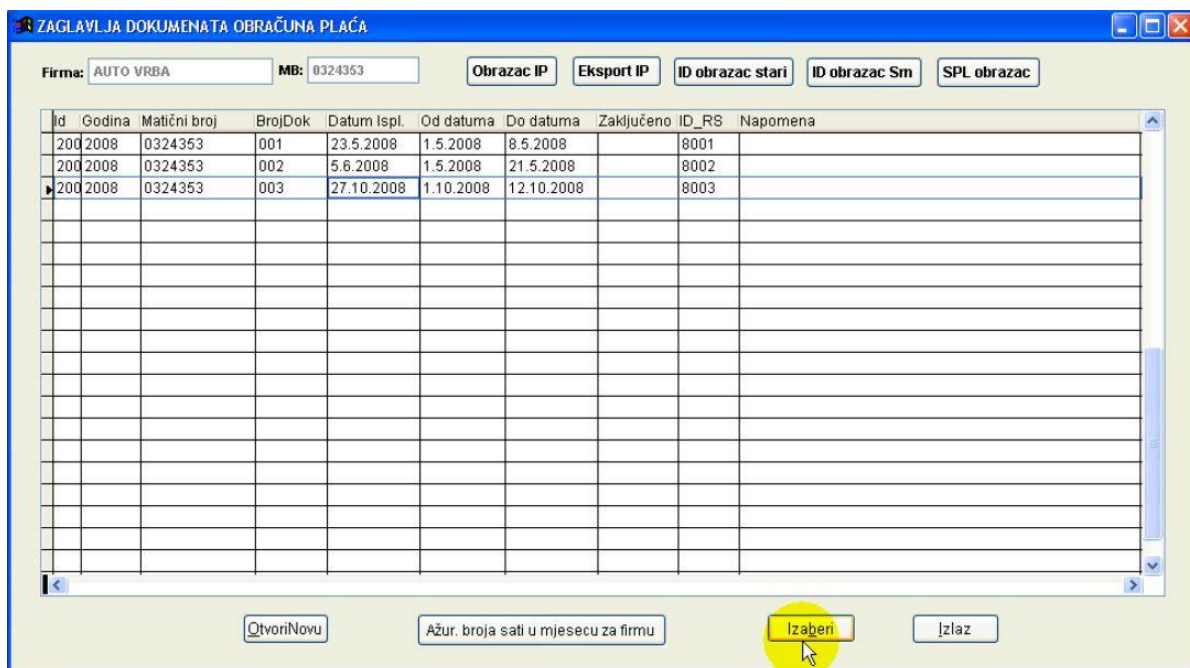 ZAGLAVLJA DOKUMENATA OBRAČUNA PLAĆA
Firma: AUTO VRBA MB: 0324353 Obrazac IP Eksport IP ID obrazac stari ID obrazac Sm SPL obrazac
Id Godina Matični broj BrojDok Datum Ispl. Od datuma Do datuma Zaključeno ID_RS Napomena
200 2008 0324353 001 23.5.2008 1.5.2008 8.5.2008 8001
200 2008 0324353 002 5.6.2008 1.5.2008 21.5.2008 8002
200 2008 0324353 003 27.10.2008 1.10.2008 12.10.2008 8003
OtvoriNovu Ažur. broja sati u mjesecu za firmu Izaberi Izlaz